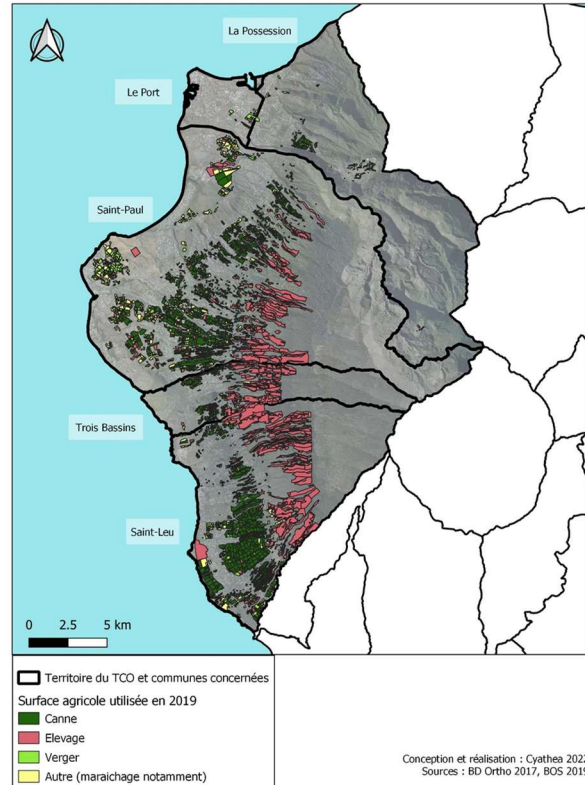 La Possession
Le Port
Saint-Paul
Trois Bassins
Saint-Leu
0 2.5 5 km
Territoire du TCO et communes concernées
Surface agricole utilisée en 2019
Canne
Elevage
Verger
Autre (maraichage notamment)
Conception et réalisation : Cyathea 2022
Sources : BD Ortho 2017, BOS 2019